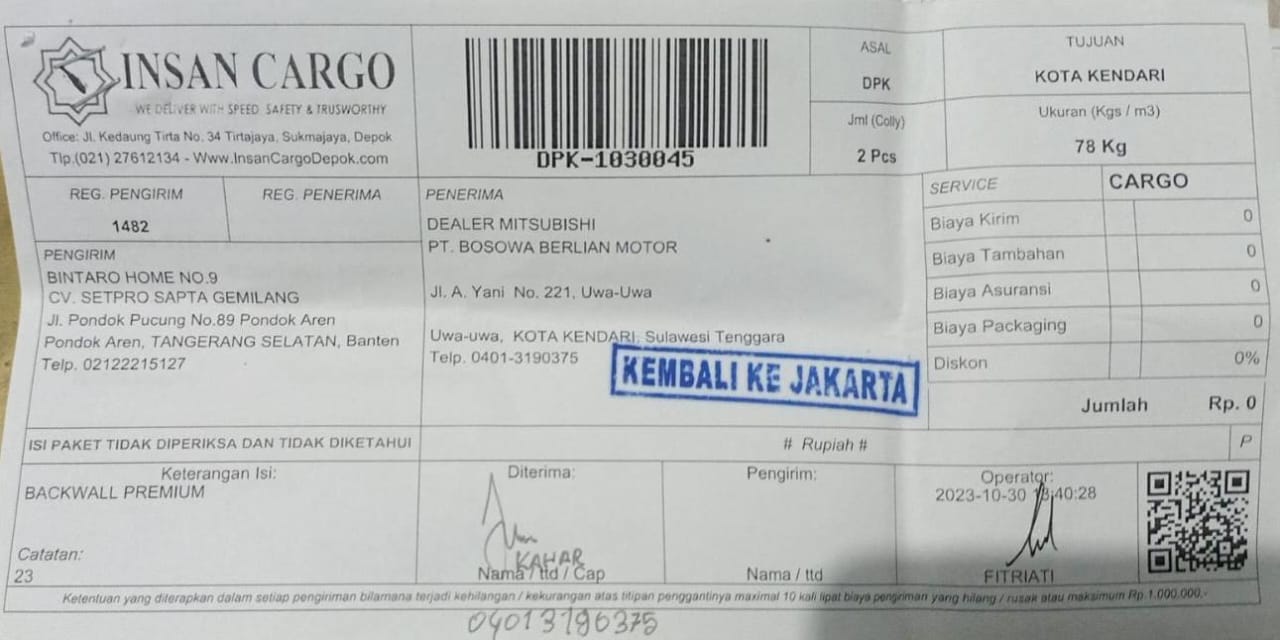 INSAN CARGO
WE DELIVER WITH SPEED, SAFETY & TRUSWORTHY
Office: Jl. Kedaung Tirta No. 34 Tirtajaya, Sukmajaya, Depok
Tlp.(021) 27612134 - Www.InsanCargoDepok.com
DPK-1030045
ASAL
DPK
Jml (Colly)
2 Pcs
TUJUAN
KOTA KENDARI
Ukuran (Kgs / m3)
78 Kg
REG. PENGIRIM
1482
REG. PENERIMA
PENGIRIM
BINTARO HOME NO.9
CV. SETPRO SAPTA GEMILANG
Jl. Pondok Pucung No.89 Pondok Aren
Pondok Aren, TANGERANG SELATAN, Banten
Telp. 02122215127
PENERIMA
DEALER MITSUBISHI
PT. BOSOWA BERLIAN MOTOR
Jl. A. Yani No. 221, Uwa-Uwa
Uwa-uwa, KOTA KENDARI, Sulawesi Tenggara
Telp. 0401-3190375
KEMBALI KE JAKARTA
SERVICE CARGO
Biaya Kirim 0
Biaya Tambahan 0
Biaya Asuransi 0
Biaya Packaging 0
Diskon 0%
Jumlah Rp. 0
ISI PAKET TIDAK DIPERIKSA DAN TIDAK DIKETAHUI
# Rupiah #
P
Keterangan Isi:
BACKWALL PREMIUM
Catatan:
23
Diterima:
KAHAR
Nama / ttd / Cap
Pengirim:
Nama / ttd
Operator:
2023-10-30 13:40:28
FITRIATI
Ketentuan yang diterapkan dalam setiap pengiriman bilamana terjadi kehilangan / kekurangan atas titipan penggantinya maximal 10 kali lipat biaya pengiriman yang hilang / rusak atau maksimum Rp 1.000.000,-
04013196375